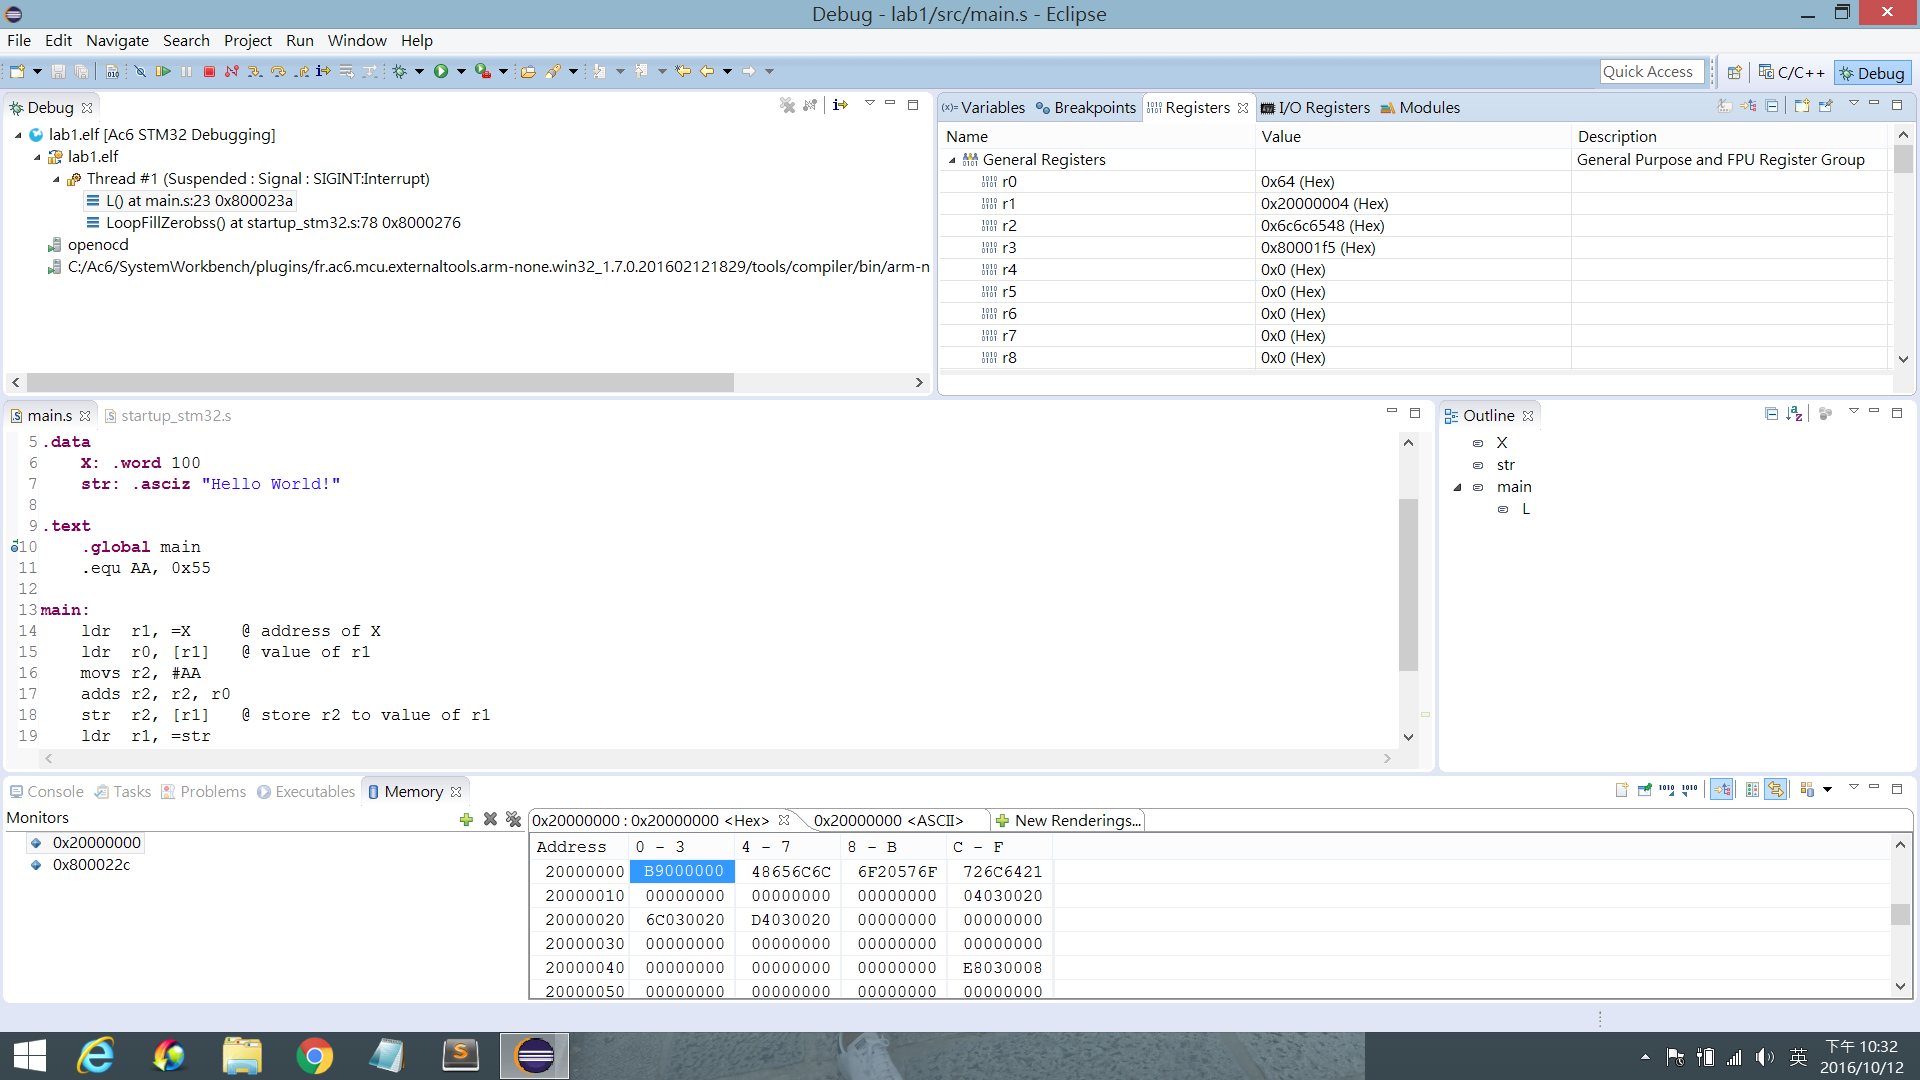 Debug - lab1/src/main.s - Eclipse
File Edit Navigate Search Project Run Window Help
Quick Access C/C++ Debug
Debug
lab1.elf [Ac6 STM32 Debugging]
lab1.elf
Thread #1 (Suspended : Signal : SIGINT:Interrupt)
L() at main.s:23 0x800023a
LoopFillZerobss() at startup_stm32.s:78 0x8000276
openocd
C:/Ac6/SystemWorkbench/plugins/fr.ac6.mcu.externaltools.arm-none.win32_1.7.0.201602121829/tools/compiler/bin/arm-n
(x)= Variables Breakpoints Registers I/O Registers Modules
Name Value Description
General Registers General Purpose and FPU Register Group
r0 0x64 (Hex)
r1 0x20000004 (Hex)
r2 0x6c6c6548 (Hex)
r3 0x80001f5 (Hex)
r4 0x0 (Hex)
r5 0x0 (Hex)
r6 0x0 (Hex)
r7 0x0 (Hex)
r8 0x0 (Hex)
main.s startup_stm32.s
5 .data
6 X: .word 100
7 str: .asciz "Hello World!"
8
9 .text
10 .global main
11 .equ AA, 0x55
12
13 main:
14 ldr r1, =X @ address of X
15 ldr r0, [r1] @ value of r1
16 movs r2, #AA
17 adds r2, r2, r0
18 str r2, [r1] @ store r2 to value of r1
19 ldr r1, =str
Outline
X
str
main
L
Console Tasks Problems Executables Memory
Monitors
0x20000000
0x800022c
0x20000000 : 0x20000000 <Hex> 0x20000000 <ASCII> New Renderings...
Address 0 - 3 4 - 7 8 - B C - F
20000000 B9000000 48656C6C 6F20576F 726C6421
20000010 00000000 00000000 00000000 04030020
20000020 6C030020 D4030020 00000000 00000000
20000030 00000000 00000000 00000000 00000000
20000040 00000000 00000000 00000000 E8030008
20000050 00000000 00000000 00000000 00000000
英
下午 10:32
2016/10/12